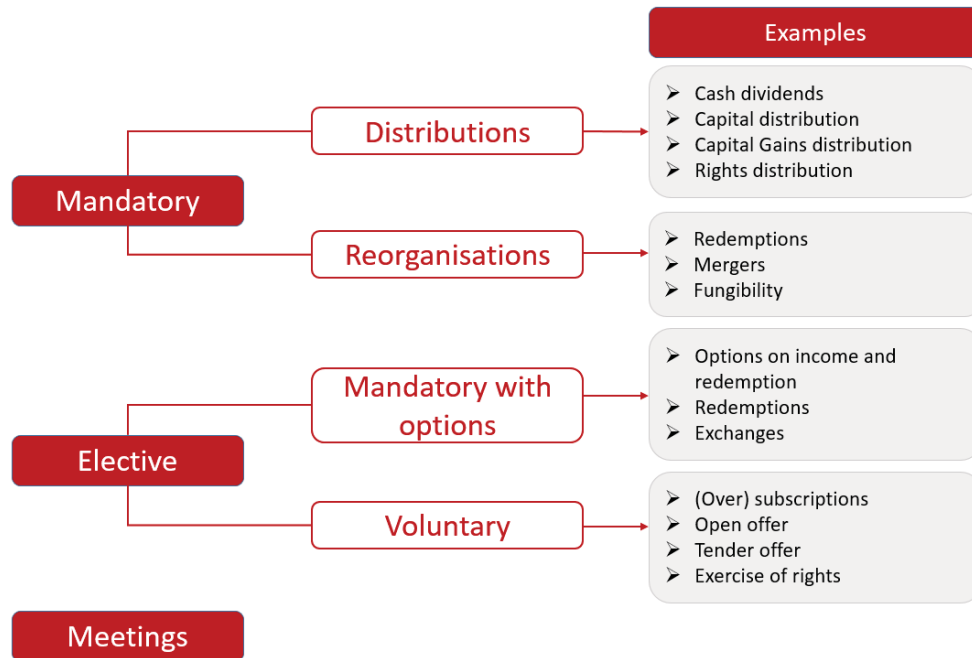 Examples
Mandatory
Distributions
Cash dividends
Capital distribution
Capital Gains distribution
Rights distribution
Reorganisations
Redemptions
Mergers
Fungibility
Elective
Mandatory with
options
Options on income and
redemption
Redemptions
Exchanges
Voluntary
(Over) subscriptions
Open offer
Tender offer
Exercise of rights
Meetings